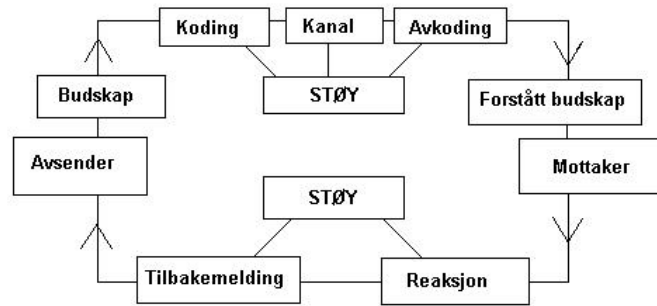 Koding
Kanal
Avkoding
STØY
Budskap
Forstått budskap
Avsender
Mottaker
STØY
Tilbakemelding
Reaksjon